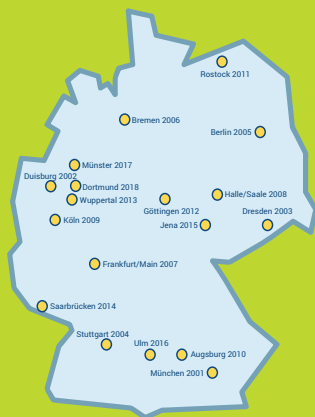 Rostock 2011
Bremen 2006
Berlin 2005
Münster 2017
Duisburg 2002
Dortmund 2018
Wuppertal 2013
Halle/Saale 2008
Göttingen 2012
Dresden 2003
Köln 2009
Jena 2015
Frankfurt/Main 2007
Saarbrücken 2014
Stuttgart 2004
Ulm 2016
Augsburg 2010
München 2001